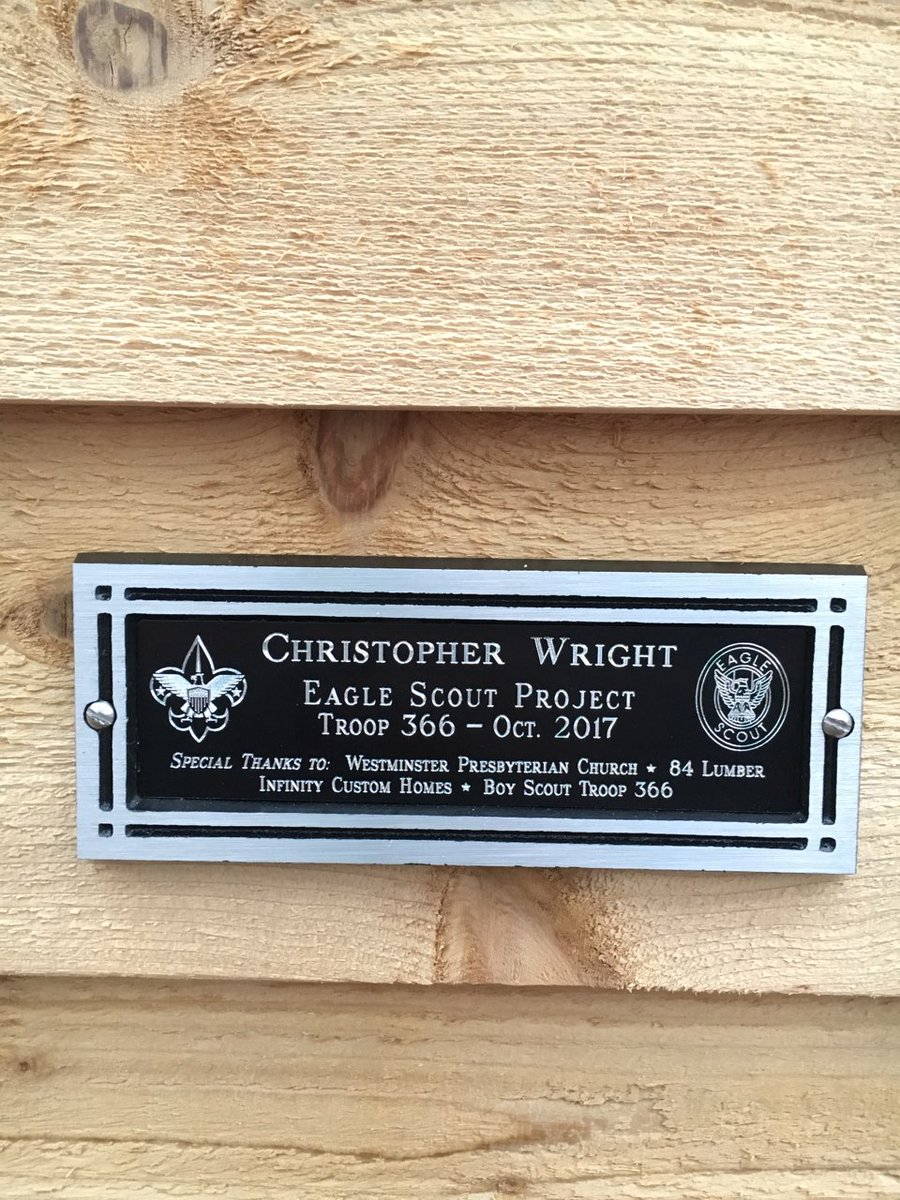 Christopher Wright
Eagle Scout Project
Troop 366 – Oct. 2017
Special Thanks to: Westminster Presbyterian Church ★ 84 Lumber
Infinity Custom Homes ★ Boy Scout Troop 366
EAGLE
SCOUT